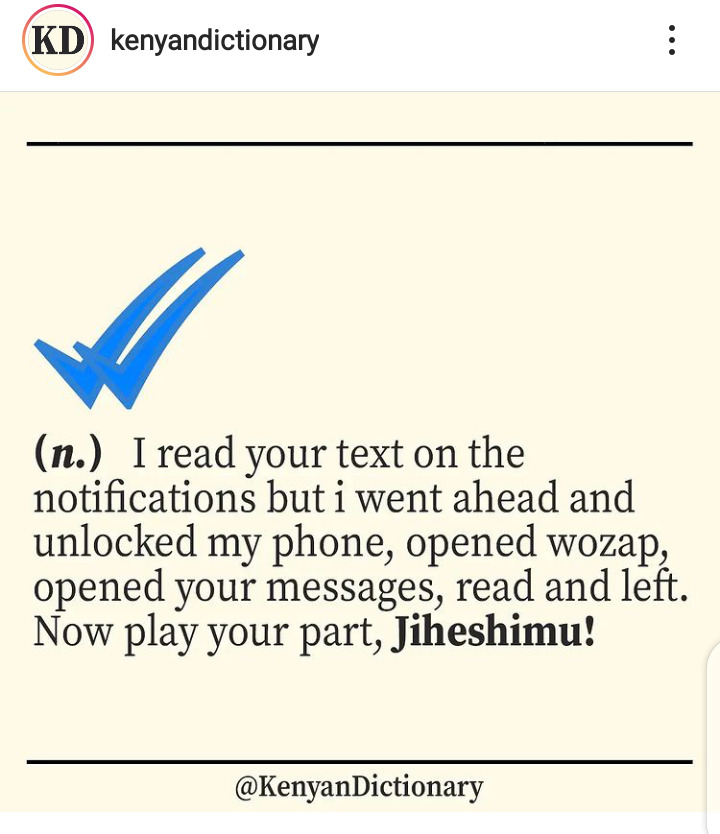 KD kenyandictionary
(n.) I read your text on the
notifications but i went ahead and
unlocked my phone, opened wozap,
opened your messages, read and left.
Now play your part, Jiheshimu!
@KenyanDictionary